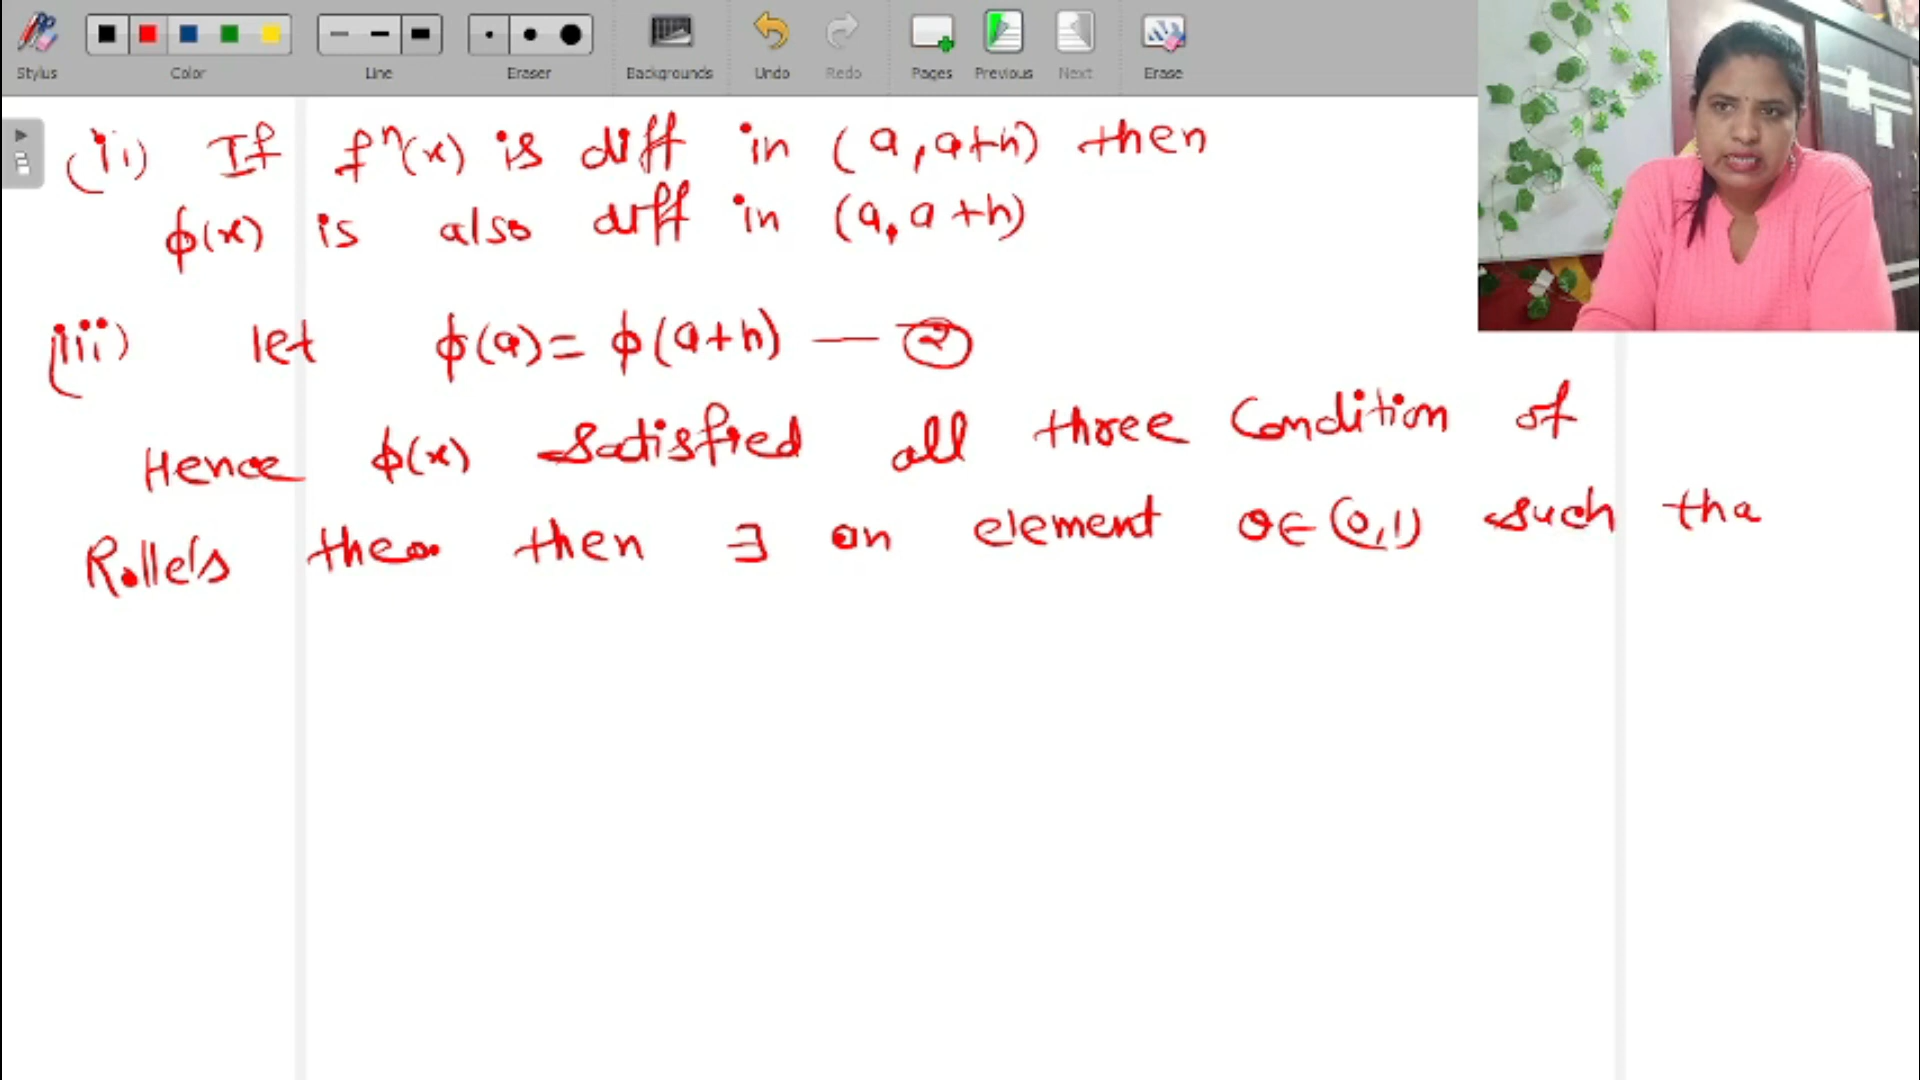 Stylus Color Line Eraser Backgrounds Undo Redo Pages Previous Next Erase
(ii) If fⁿ(x) is diff in (a, a+h) then
ϕ(x) is also diff in (a, a+h)
(iii) let ϕ(a) = ϕ(a+h) — ②
Hence ϕ(x) satisfied all three Condition of
Rolle's theo then ∃ an element θ∈(0,1) such tha